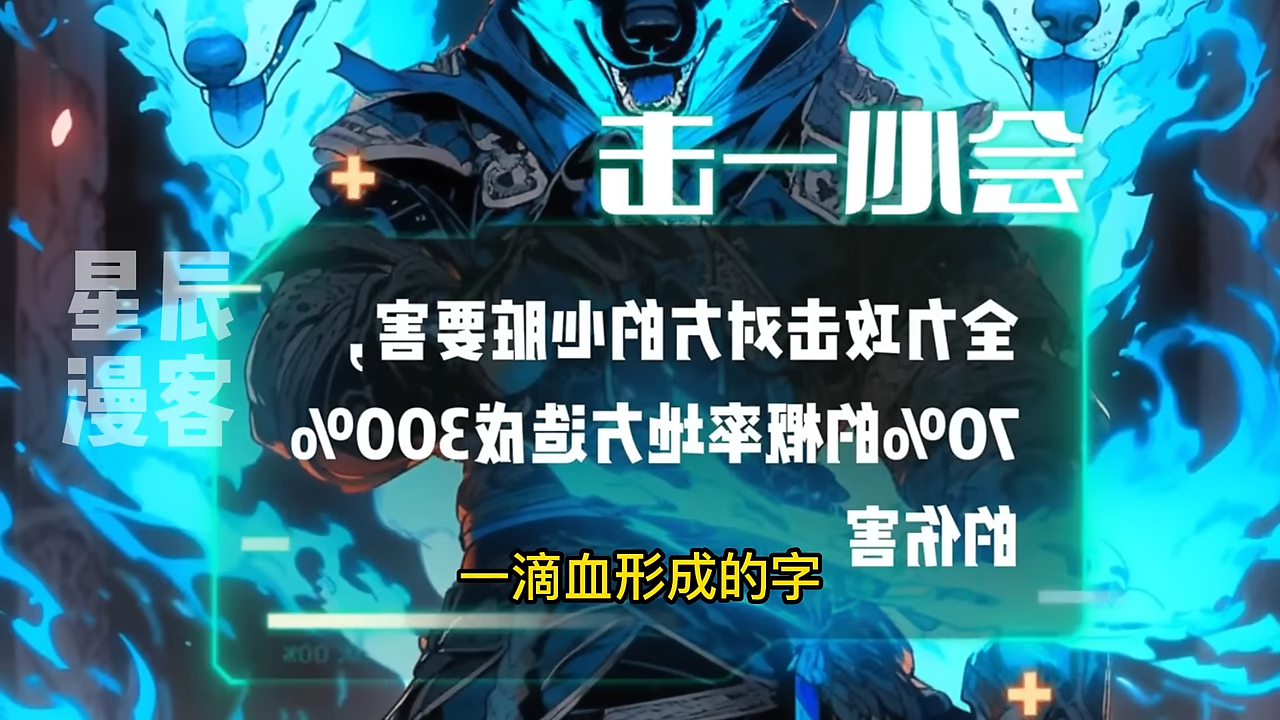 会心一击
星辰
漫客
全力攻击对方的心脏要害，
70%的概率地方造成300%
的伤害
一滴血形成的字